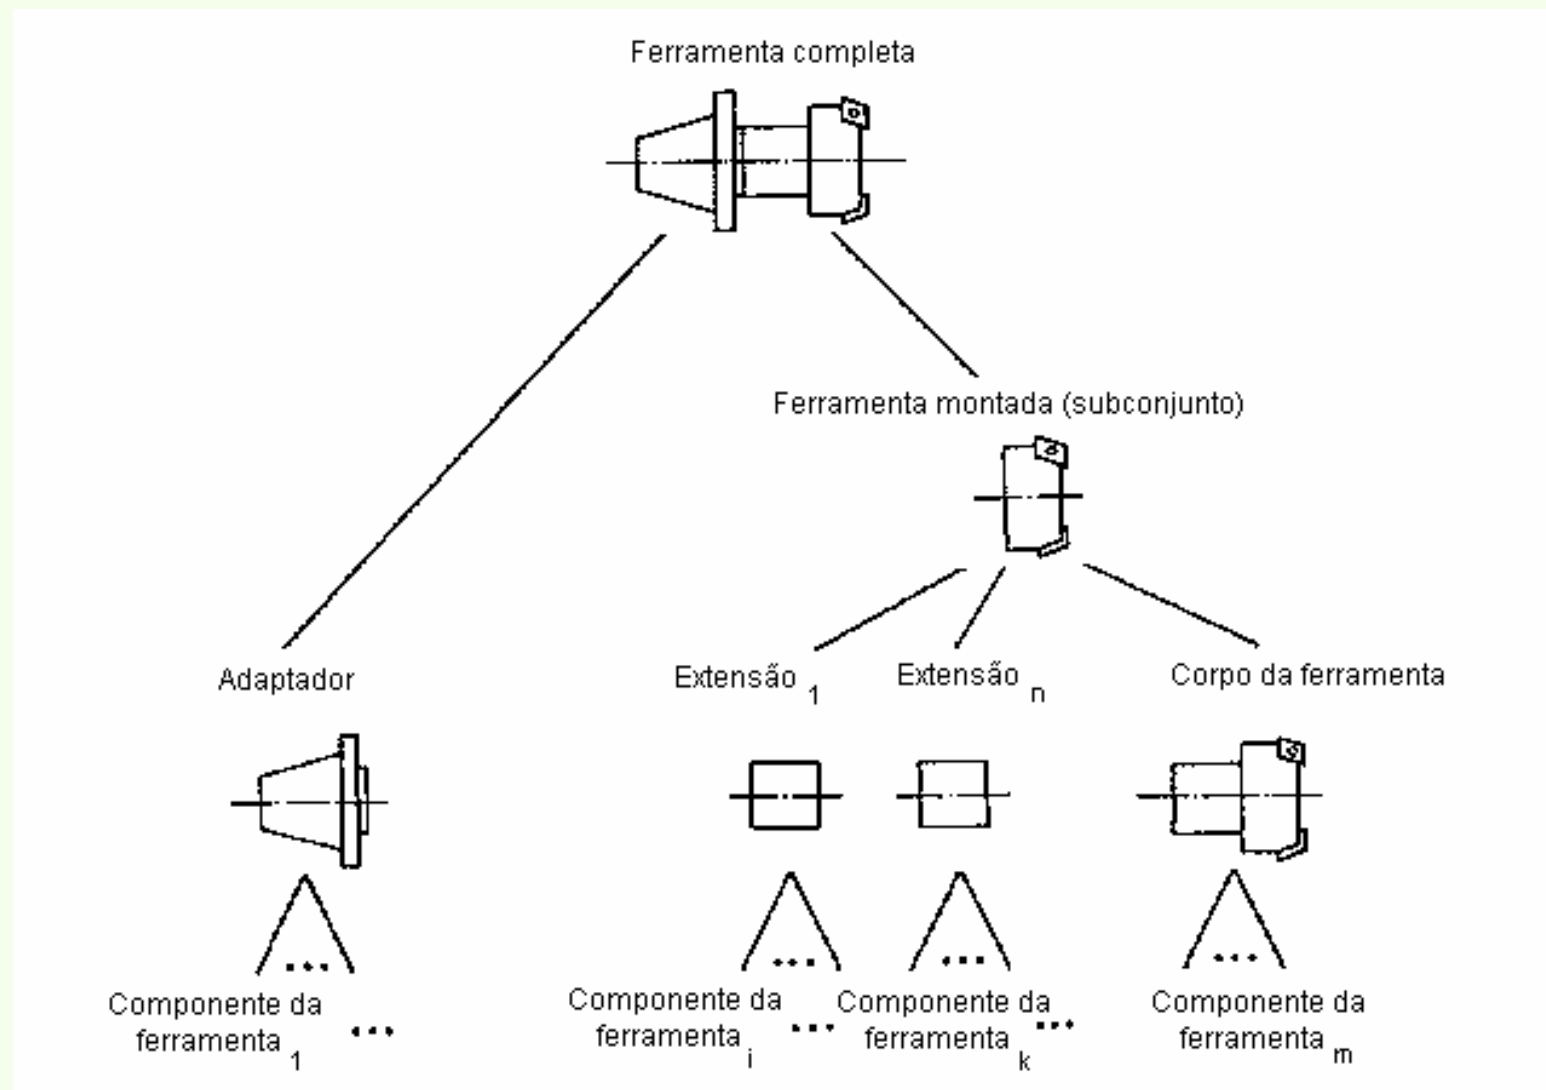 Ferramenta completa
Ferramenta montada (subconjunto)
Adaptador
Extensão 1
Extensão n
Corpo da ferramenta
Componente da
ferramenta 1 ...
Componente da
ferramenta i ...
Componente da
ferramenta k ...
Componente da
ferramenta m